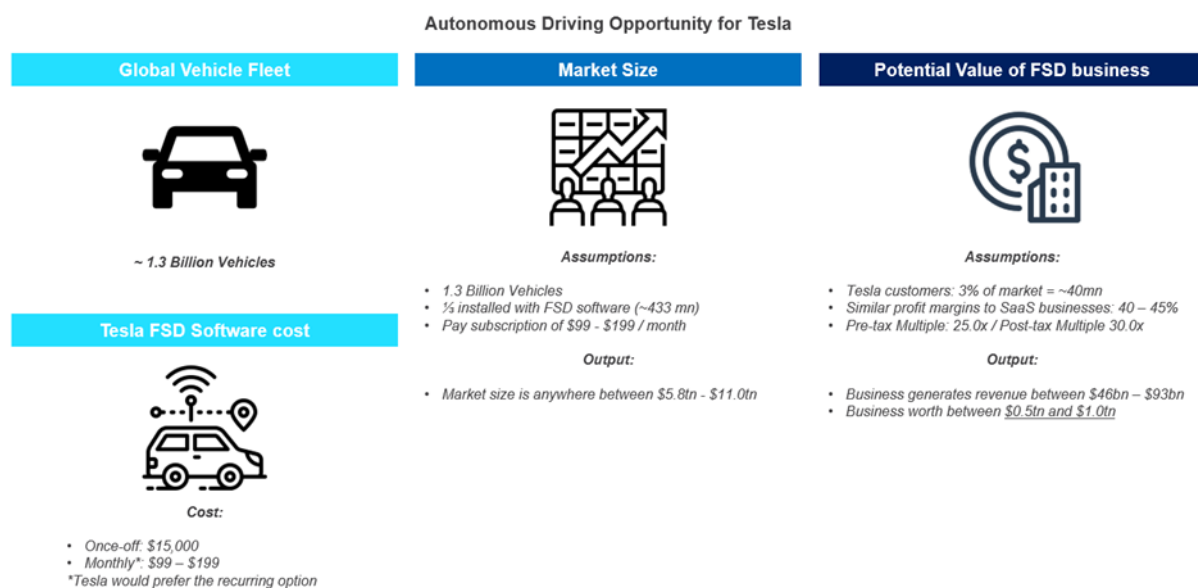 Autonomous Driving Opportunity for Tesla
Global Vehicle Fleet
~ 1.3 Billion Vehicles
Tesla FSD Software cost
Cost:
• Once-off: $15,000
• Monthly*: $99 – $199
*Tesla would prefer the recurring option
Market Size
Assumptions:
• 1.3 Billion Vehicles
• ⅓ installed with FSD software (~433 mn)
• Pay subscription of $99 - $199 / month
Output:
• Market size is anywhere between $5.8tn - $11.0tn
Potential Value of FSD business
$
Assumptions:
• Tesla customers: 3% of market = ~40mn
• Similar profit margins to SaaS businesses: 40 – 45%
• Pre-tax Multiple: 25.0x / Post-tax Multiple 30.0x
Output:
• Business generates revenue between $46bn – $93bn
• Business worth between $0.5tn and $1.0tn